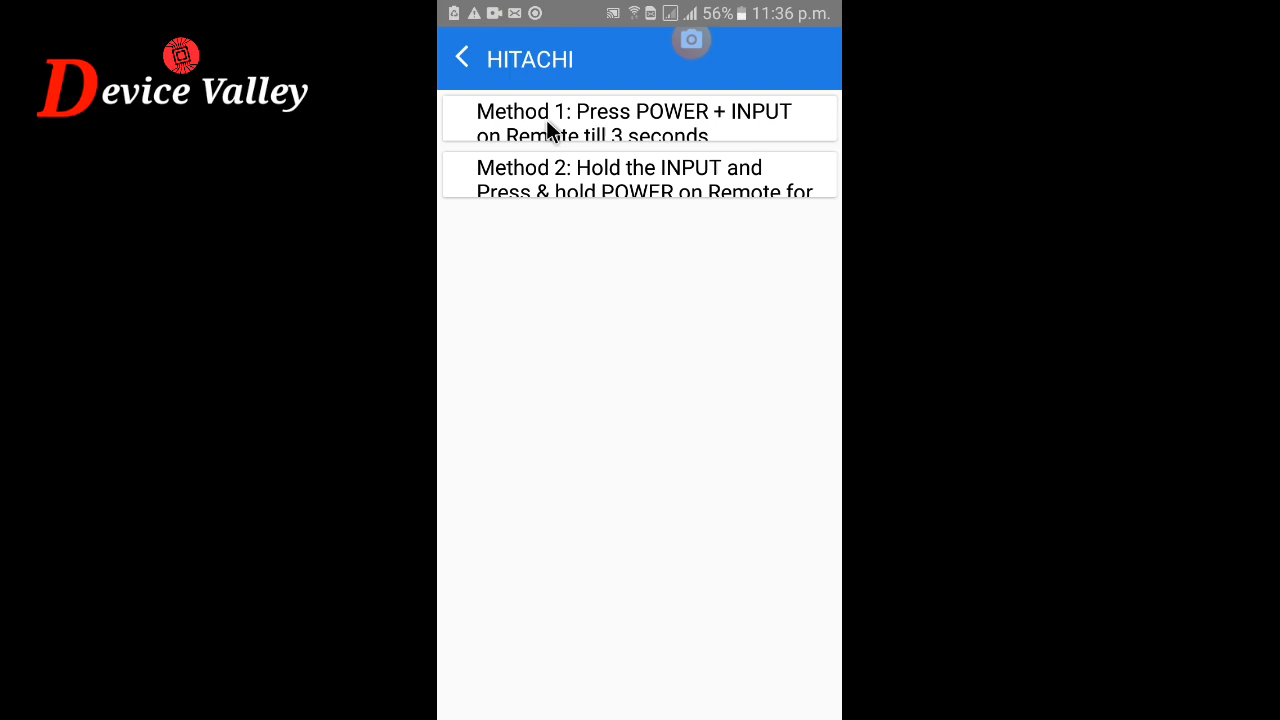 Device Valley
56% 11:36 p.m.
HITACHI
Method 1: Press POWER + INPUT
on Remote till 3 seconds
Method 2: Hold the INPUT and
Press & hold POWER on Remote for